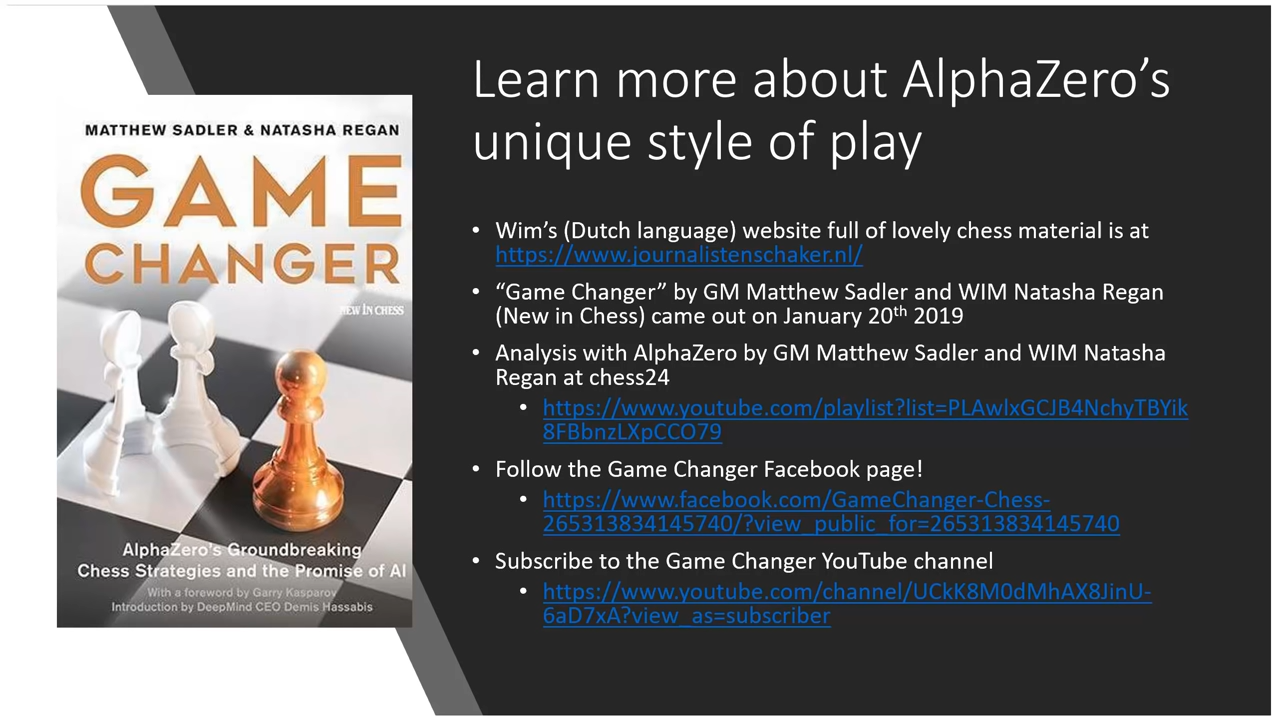 MATTHEW SADLER & NATASHA REGAN
GAME
CHANGER
NEW IN CHESS
AlphaZero's Groundbreaking
Chess Strategies and the Promise of AI
With a foreword by Garry Kasparov
Introduction by DeepMind CEO Demis Hassabis
Learn more about AlphaZero’s
unique style of play
• Wim’s (Dutch language) website full of lovely chess material is at
https://www.journalistenschaker.nl/
• “Game Changer” by GM Matthew Sadler and WIM Natasha Regan
(New in Chess) came out on January 20th 2019
• Analysis with AlphaZero by GM Matthew Sadler and WIM Natasha
Regan at chess24
• https://www.youtube.com/playlist?list=PLAwlxGCJB4NchyTBYik
8FBbnzLXpCCO79
• Follow the Game Changer Facebook page!
• https://www.facebook.com/GameChanger-Chess-
265313834145740/?view_public_for=265313834145740
• Subscribe to the Game Changer YouTube channel
• https://www.youtube.com/channel/UCkK8M0dMhAX8JinU-
6aD7xA?view_as=subscriber